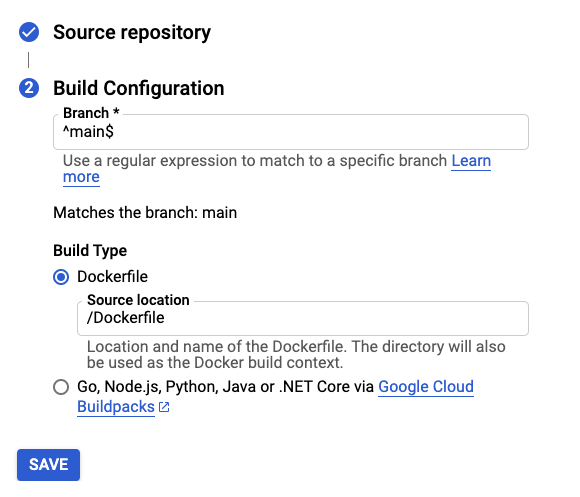 Source repository
2 Build Configuration
Branch *
^main$
Use a regular expression to match to a specific branch Learn
more
Matches the branch: main
Build Type
Dockerfile
Source location
/Dockerfile
Location and name of the Dockerfile. The directory will also
be used as the Docker build context.
Go, Node.js, Python, Java or .NET Core via Google Cloud
Buildpacks
SAVE